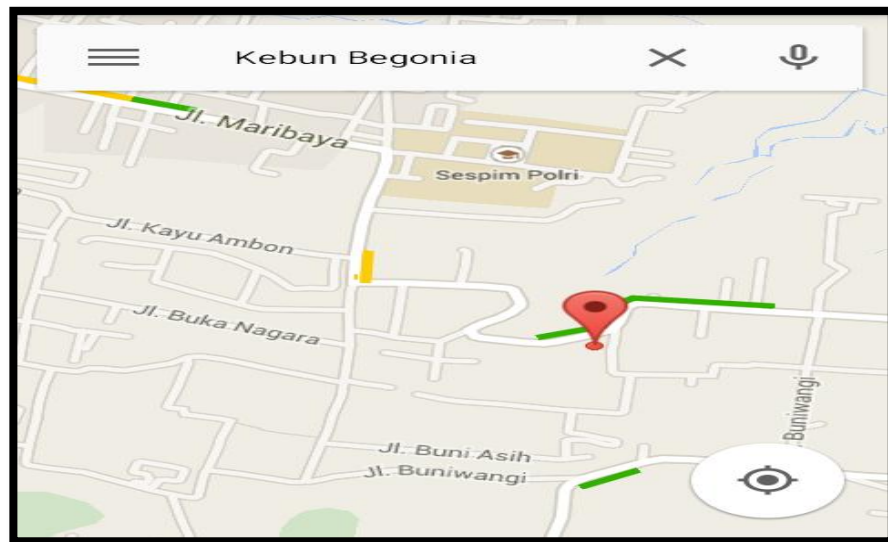 Kebun Begonia
Jl. Maribaya
Sespim Polri
Jl. Kayu Ambon
Jl. Buka Nagara
Buniwangi
Jl. Buni Asih
Jl. Buniwangi